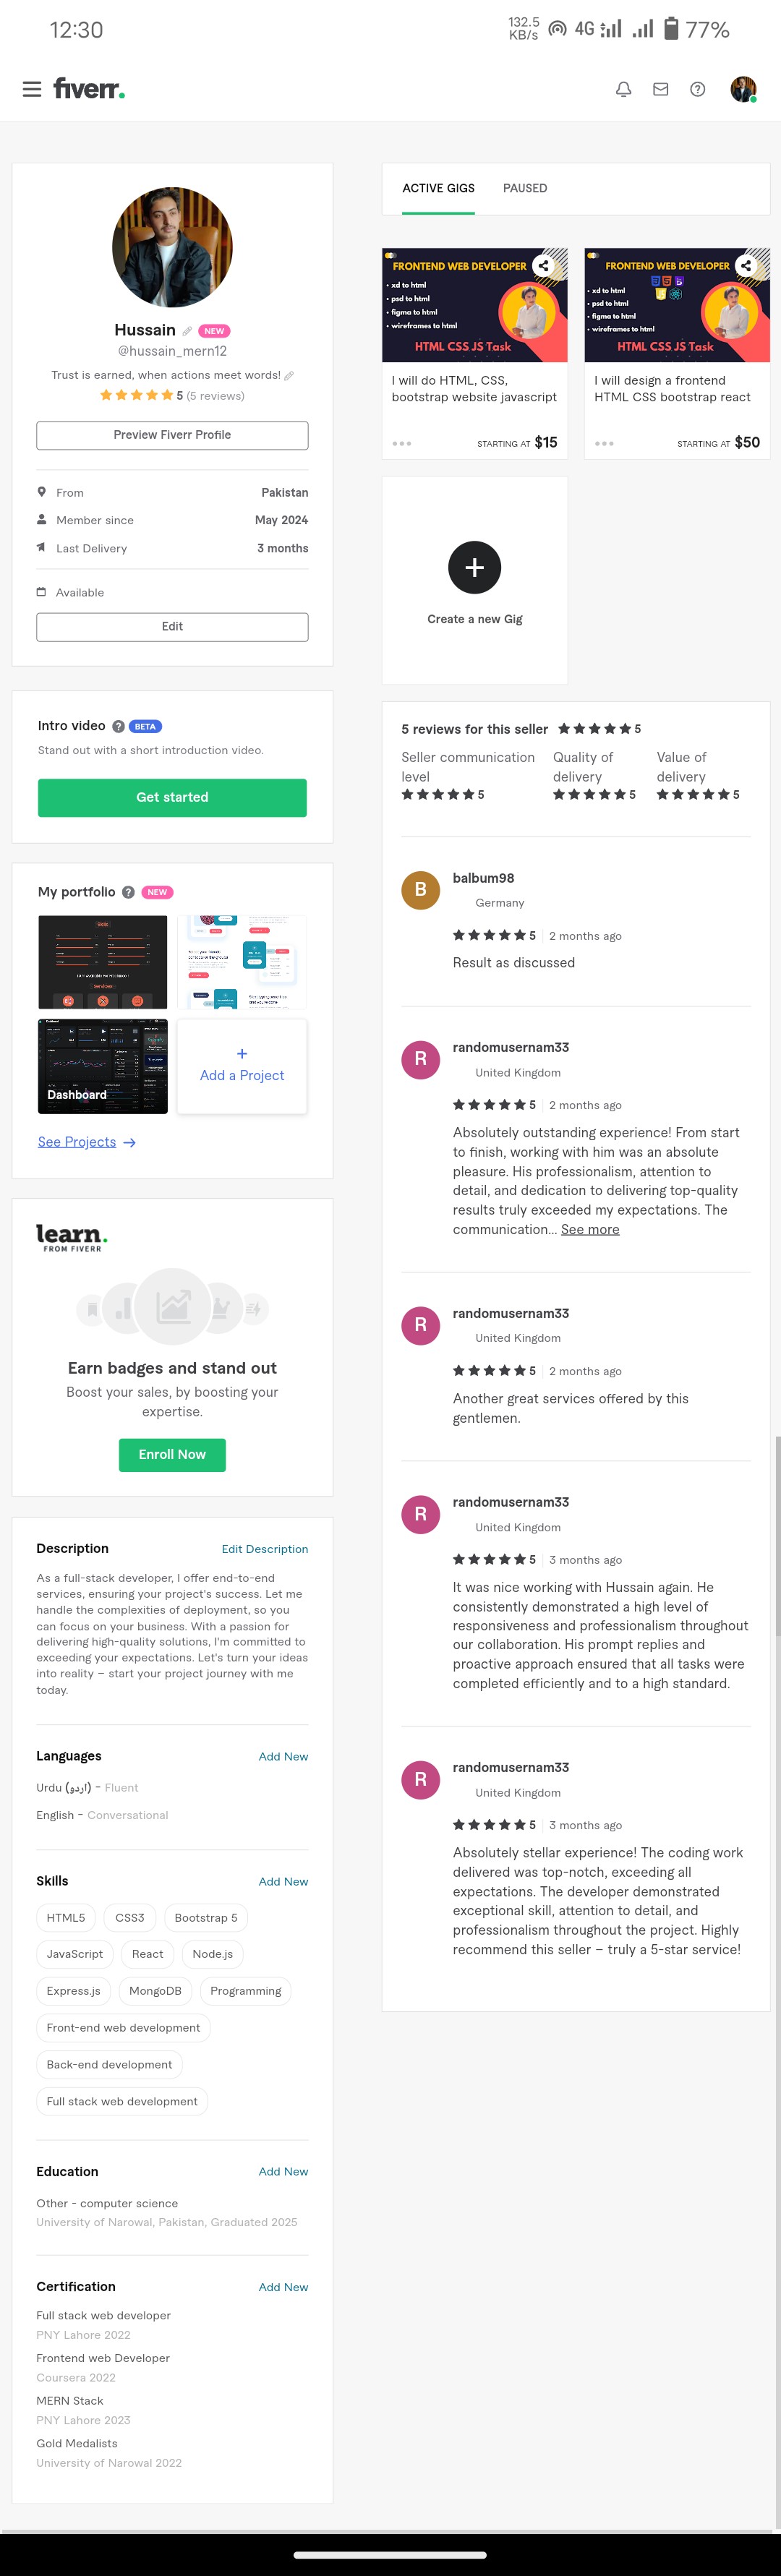 12:30
132.5
KB/s
4G
77%
fiverr.
Hussain
NEW
@hussain_mern12
Trust is earned, when actions meet words!
5 (5 reviews)
Preview Fiverr Profile
From Pakistan
Member since May 2024
Last Delivery 3 months
Available
Edit
Intro video ? BETA
Stand out with a short introduction video.
Get started
My portfolio ? NEW
Dashboard
+
Add a Project
See Projects →
learn.
FROM FIVERR
Earn badges and stand out
Boost your sales, by boosting your
expertise.
Enroll Now
Description Edit Description
As a full-stack developer, I offer end-to-end
services, ensuring your project's success. Let me
handle the complexities of deployment, so you
can focus on your business. With a passion for
delivering high-quality solutions, I'm committed to
exceeding your expectations. Let's turn your ideas
into reality – start your project journey with me
today.
Languages Add New
Urdu (اردو) - Fluent
English - Conversational
Skills Add New
HTML5 CSS3 Bootstrap 5
JavaScript React Node.js
Express.js MongoDB Programming
Front-end web development
Back-end development
Full stack web development
Education Add New
Other - computer science
University of Narowal, Pakistan, Graduated 2025
Certification Add New
Full stack web developer
PNY Lahore 2022
Frontend web Developer
Coursera 2022
MERN Stack
PNY Lahore 2023
Gold Medalists
University of Narowal 2022
ACTIVE GIGS PAUSED
FRONTEND WEB DEVELOPER
• xd to html
• psd to html
• figma to html
• wireframes to html
HTML CSS JS Task
I will do HTML, CSS,
bootstrap website javascript
STARTING AT $15
FRONTEND WEB DEVELOPER
• xd to html
• psd to html
• figma to html
• wireframes to html
HTML CSS JS Task
I will design a frontend
HTML CSS bootstrap react
STARTING AT $50
+
Create a new Gig
5 reviews for this seller 5
Seller communication
level
5
Quality of
delivery
5
Value of
delivery
5
B
balbum98
Germany
5 2 months ago
Result as discussed
R
randomusernam33
United Kingdom
5 2 months ago
Absolutely outstanding experience! From start
to finish, working with him was an absolute
pleasure. His professionalism, attention to
detail, and dedication to delivering top-quality
results truly exceeded my expectations. The
communication... See more
R
randomusernam33
United Kingdom
5 2 months ago
Another great services offered by this
gentlemen.
R
randomusernam33
United Kingdom
5 3 months ago
It was nice working with Hussain again. He
consistently demonstrated a high level of
responsiveness and professionalism throughout
our collaboration. His prompt replies and
proactive approach ensured that all tasks were
completed efficiently and to a high standard.
R
randomusernam33
United Kingdom
5 3 months ago
Absolutely stellar experience! The coding work
delivered was top-notch, exceeding all
expectations. The developer demonstrated
exceptional skill, attention to detail, and
professionalism throughout the project. Highly
recommend this seller – truly a 5-star service!